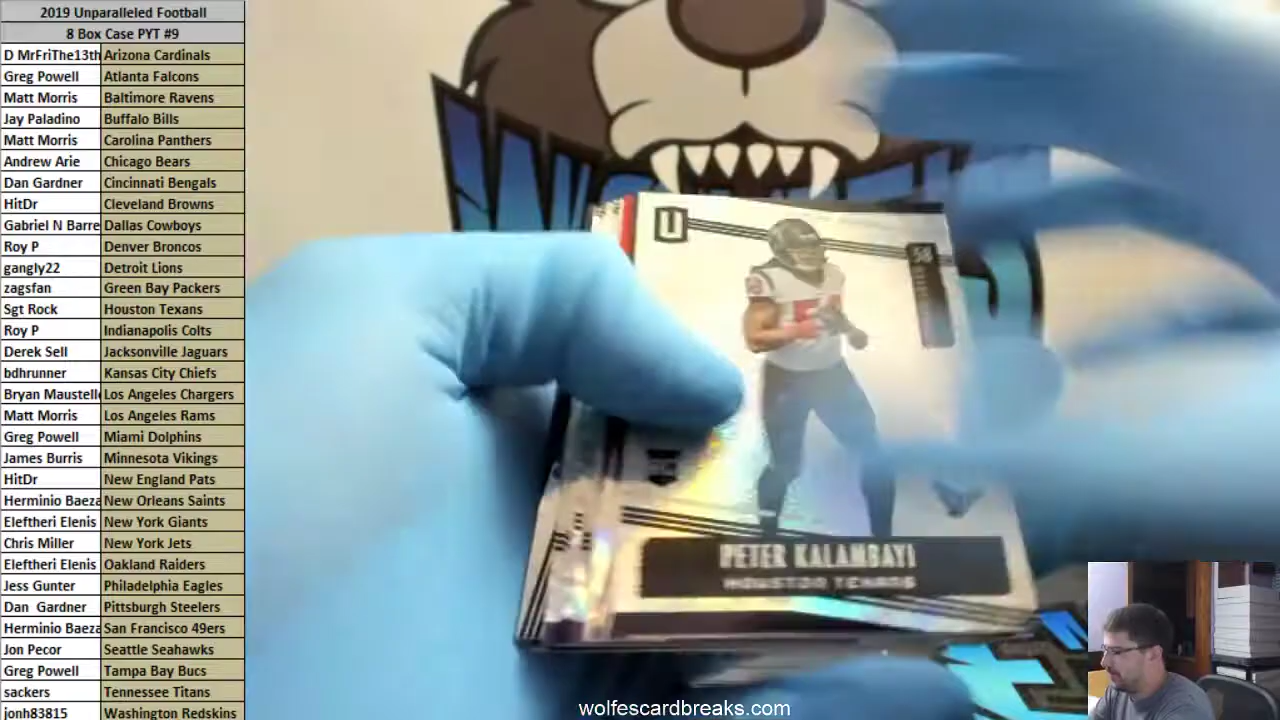 2019 Unparalleled Football
8 Box Case PYT #9
D MrFriThe13th Arizona Cardinals
Greg Powell Atlanta Falcons
Matt Morris Baltimore Ravens
Jay Paladino Buffalo Bills
Matt Morris Carolina Panthers
Andrew Arie Chicago Bears
Dan Gardner Cincinnati Bengals
HitDr Cleveland Browns
Gabriel N Barre Dallas Cowboys
Roy P Denver Broncos
gangly22 Detroit Lions
zagsfan Green Bay Packers
Sgt Rock Houston Texans
Roy P Indianapolis Colts
Derek Sell Jacksonville Jaguars
bdhrunner Kansas City Chiefs
Bryan Maustelle Los Angeles Chargers
Matt Morris Los Angeles Rams
Greg Powell Miami Dolphins
James Burris Minnesota Vikings
HitDr New England Pats
Herminio Baeza New Orleans Saints
Eleftheri Elenis New York Giants
Chris Miller New York Jets
Eleftheri Elenis Oakland Raiders
Jess Gunter Philadelphia Eagles
Dan Gardner Pittsburgh Steelers
Herminio Baeza San Francisco 49ers
Jon Pecor Seattle Seahawks
Greg Powell Tampa Bay Bucs
sackers Tennessee Titans
jonh83815 Washington Redskins
U
58
PETER KALAMBAYI
HOUSTON TEXANS
wolfescardbreaks.com